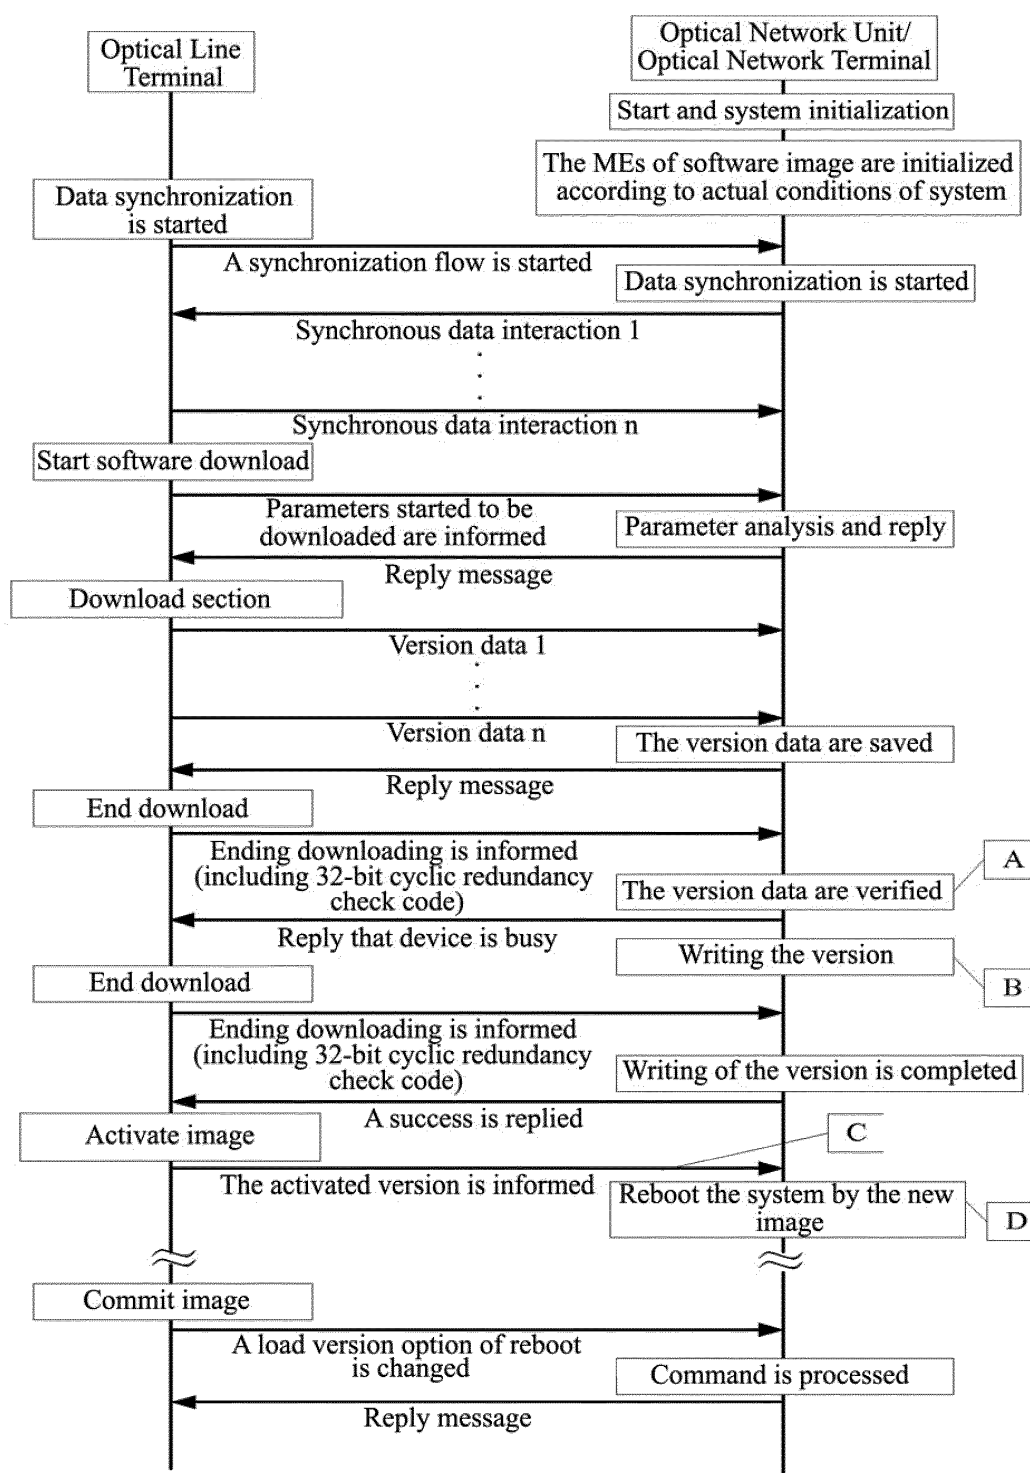 Optical Line
Terminal
Optical Network Unit/
Optical Network Terminal
Start and system initialization
The MEs of software image are initialized
according to actual conditions of system
Data synchronization
is started
A synchronization flow is started
Data synchronization is started
Synchronous data interaction 1
Synchronous data interaction n
Start software download
Parameters started to be
downloaded are informed
Parameter analysis and reply
Reply message
Download section
Version data 1
Version data n
The version data are saved
Reply message
End download
Ending downloading is informed
(including 32-bit cyclic redundancy
check code)
A
The version data are verified
Reply that device is busy
Writing the version
B
End download
Ending downloading is informed
(including 32-bit cyclic redundancy
check code)
Writing of the version is completed
A success is replied
Activate image
C
The activated version is informed
Reboot the system by the new
image
D
Commit image
A load version option of reboot
is changed
Command is processed
Reply message